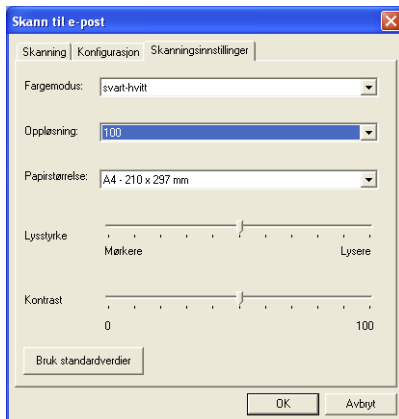 Skann til e-post
Skanning Konfigurasjon Skanningsinnstillinger
Fargemodus: svart-hvitt
Oppløsning: 100
Papirstørrelse: A4 - 210 x 297 mm
Lysstyrke
Mørkere Lysere
Kontrast
0 100
Bruk standardverdier
OK Avbryt